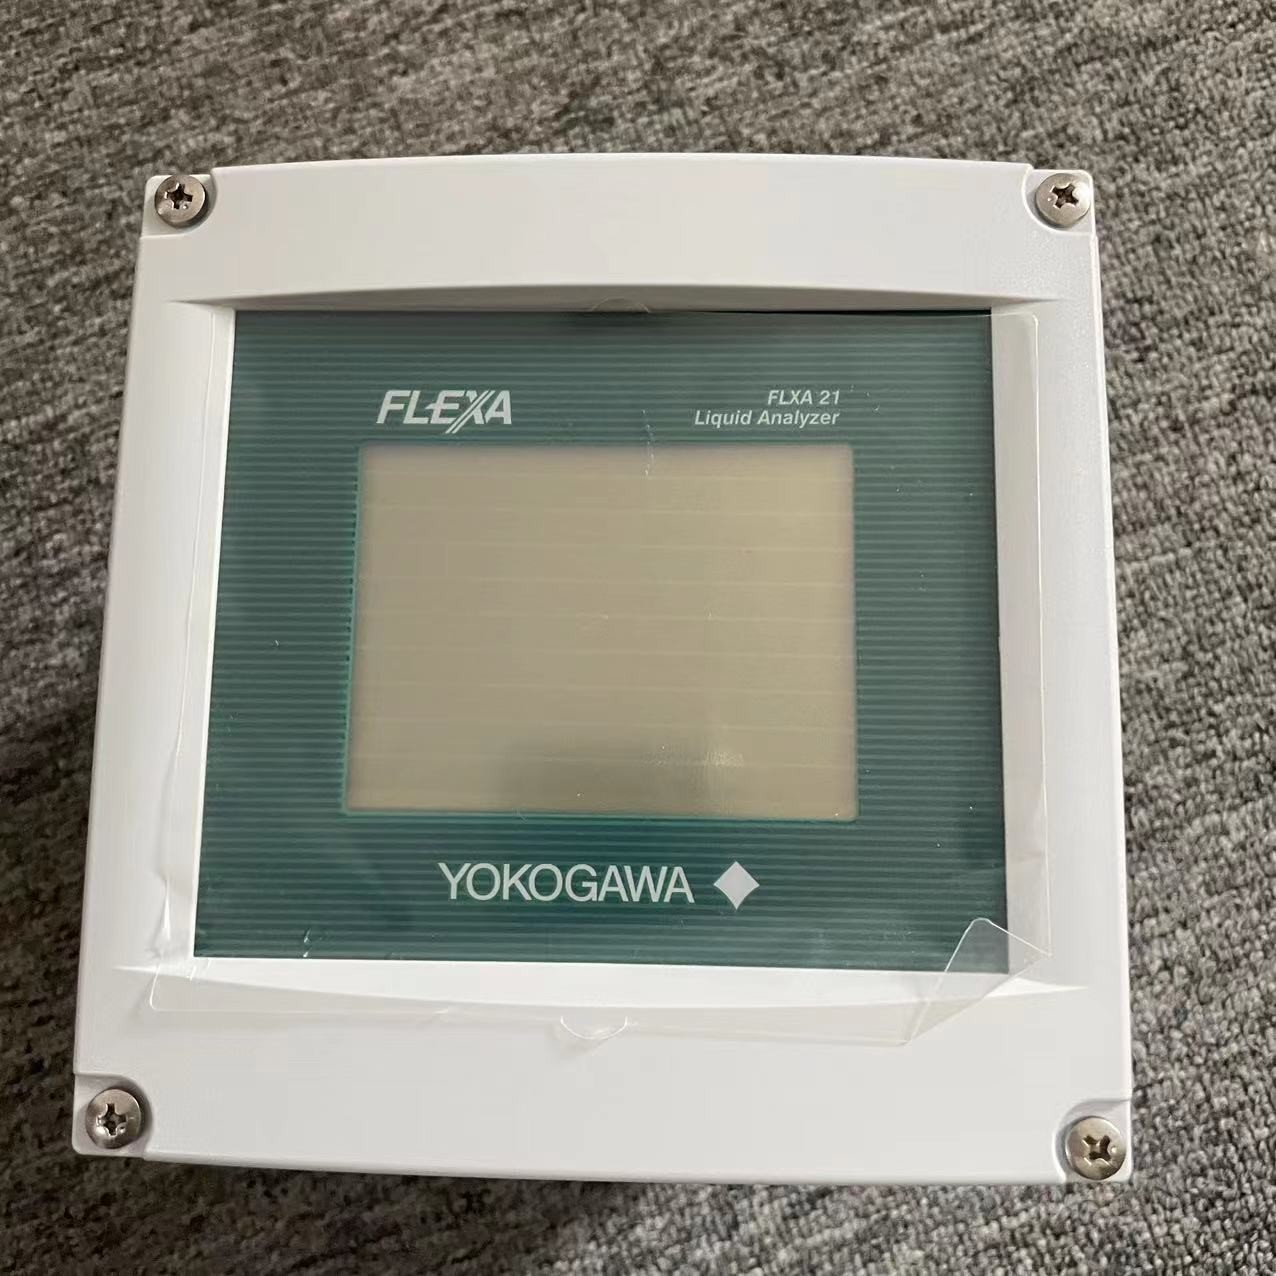 FLEXA
FLXA 21
Liquid Analyzer
YOKOGAWA